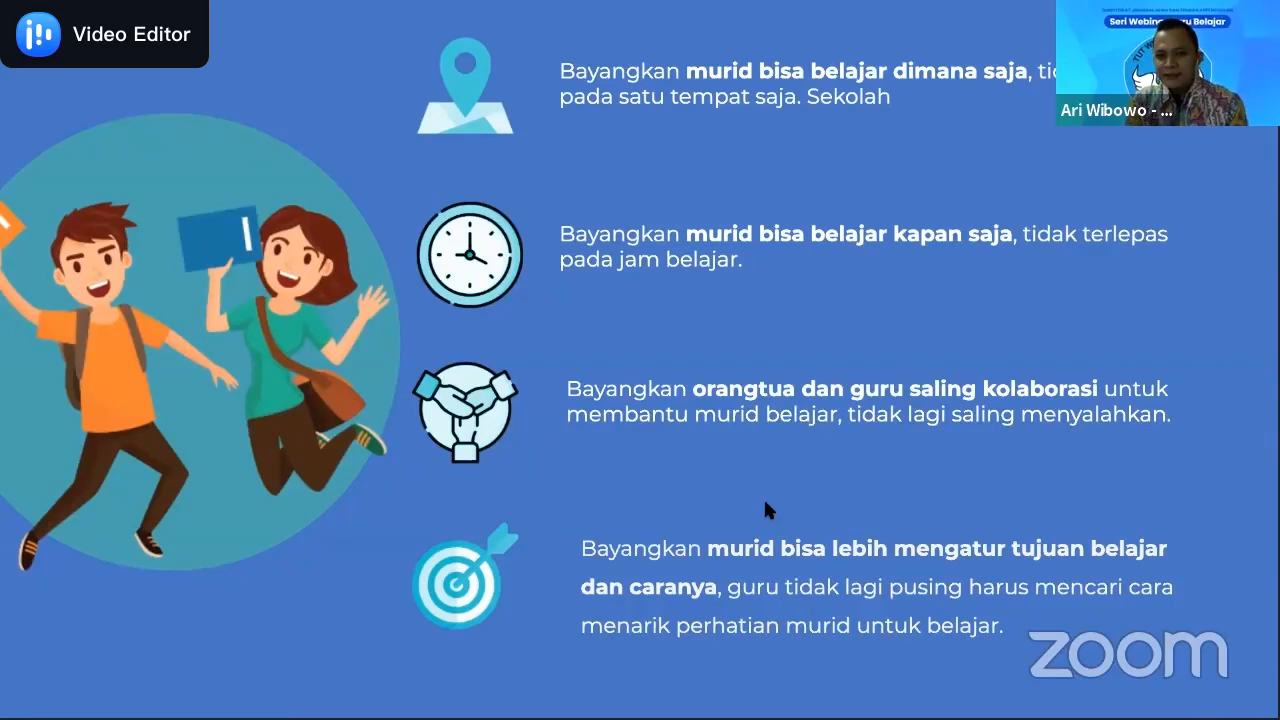 Video Editor
Seri Webinar Guru Belajar
Ari Wibowo - ...
Bayangkan murid bisa belajar dimana saja,
pada satu tempat saja. Sekolah
Bayangkan murid bisa belajar kapan saja, tidak terlepas
pada jam belajar.
Bayangkan orangtua dan guru saling kolaborasi untuk
membantu murid belajar, tidak lagi saling menyalahkan.
Bayangkan murid bisa lebih mengatur tujuan belajar
dan caranya, guru tidak lagi pusing harus mencari cara
menarik perhatian murid untuk belajar.
zoom